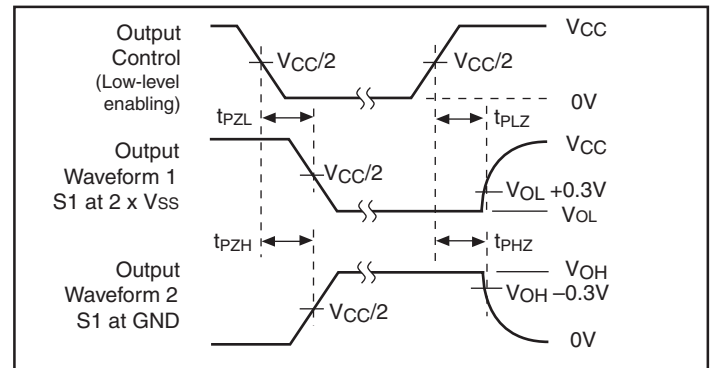 Output
Control
(Low-level
enabling)
VCC/2
VCC/2
VCC
0V
tPZL
tPLZ
Output
Waveform 1
S1 at 2 x VSS
VCC/2
VCC
VOL +0.3V
VOL
tPZH
tPHZ
Output
Waveform 2
S1 at GND
VCC/2
VOH
VOH –0.3V
0V